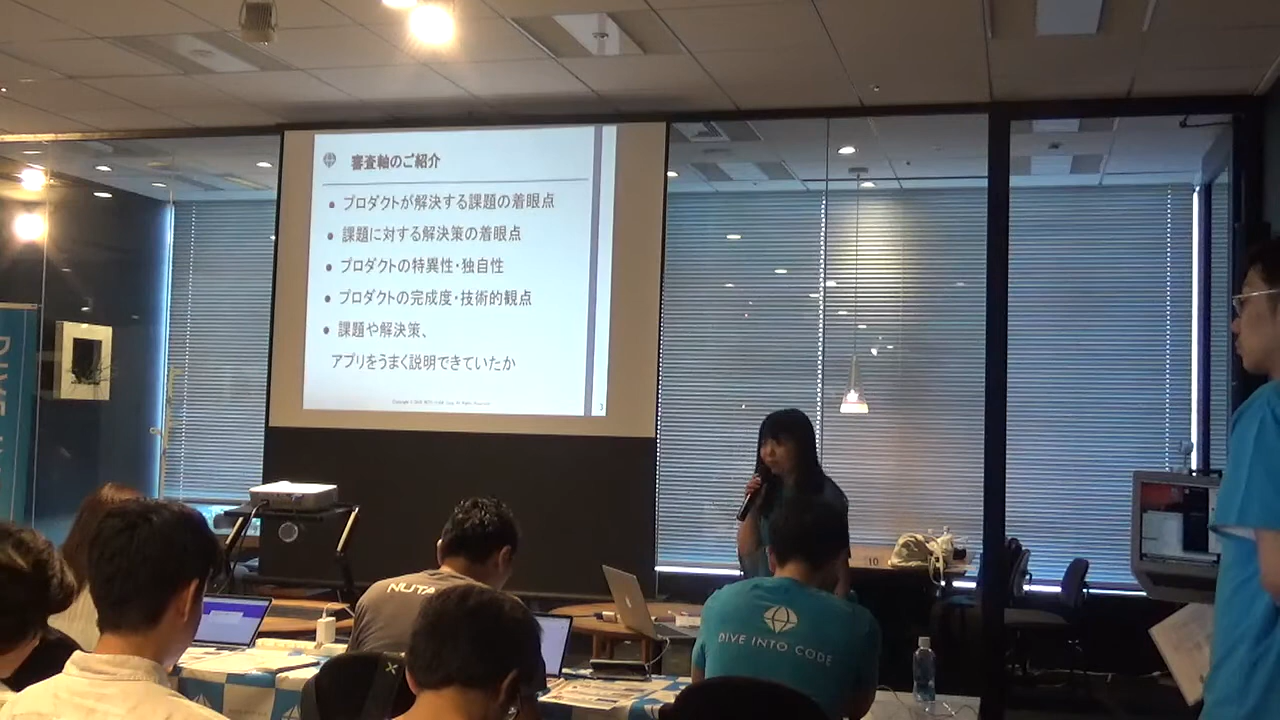 審査軸のご紹介
• プロダクトが解決する課題の着眼点
• 課題に対する解決策の着眼点
• プロダクトの特異性・独自性
• プロダクトの完成度・技術的観点
• 課題や解決策、
アプリをうまく説明できていたか
3
DIVE
10
DIVE INTO CODE